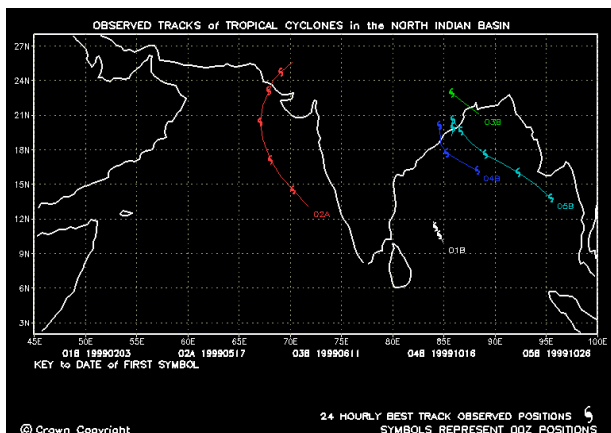 OBSERVED TRACKS of TROPICAL CYCLONES in the NORTH INDIAN BASIN
27N
24N
21N
18N
15N
12N
9N
6N
3N
03B
04B
05B
02A
01B
45E 50E 55E 60E 65E 70E 75E 80E 85E 90E 95E 100E
01B 19990203 02A 19990517 03B 19990611 04B 19991016 05B 19991026
KEY to DATE of FIRST SYMBOL
24 HOURLY BEST TRACK OBSERVED POSITIONS
© Crown Copyright SYMBOLS REPRESENT 00Z POSITIONS